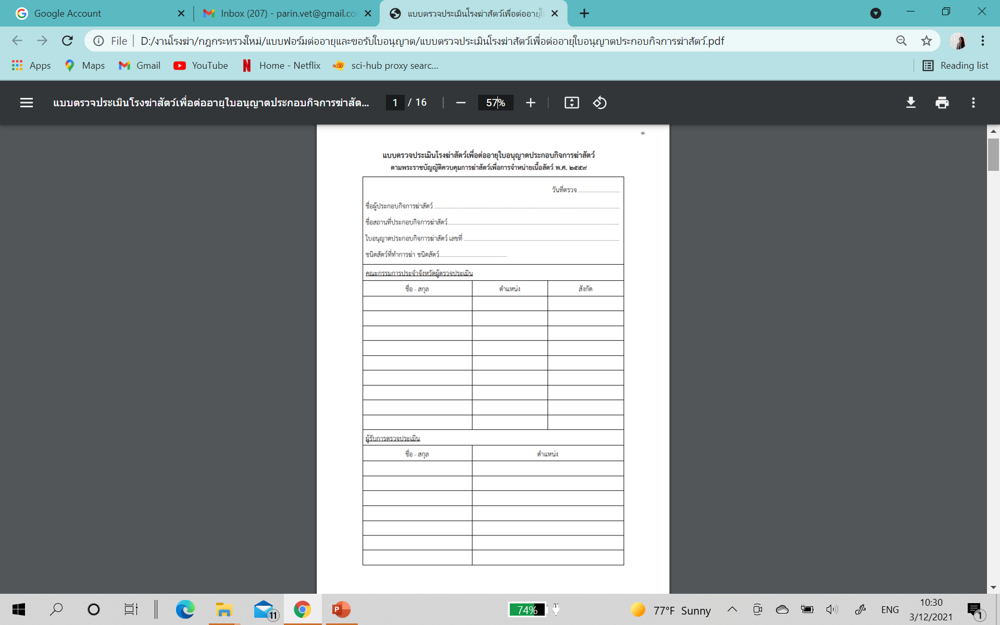 Google Account
Inbox (207) - parin.vet@gmail.co
แบบตรวจประเมินโรงฆ่าสัตว์เพื่อต่ออายุใบ
File
D:/งานโรงฆ่า/กฎกระทรวงใหม่/แบบฟอร์มต่ออายุและขอรับใบอนุญาต/แบบตรวจประเมินโรงฆ่าสัตว์เพื่อต่ออายุใบอนุญาตประกอบกิจการฆ่าสัตว์.pdf
Apps
Maps
Gmail
YouTube
Home - Netflix
sci-hub proxy searc...
Reading list
แบบตรวจประเมินโรงฆ่าสัตว์เพื่อต่ออายุใบอนุญาตประกอบกิจการฆ่าสัต...
1 / 16
57%
๑
แบบตรวจประเมินโรงฆ่าสัตว์เพื่อต่ออายุใบอนุญาตประกอบกิจการฆ่าสัตว์
ตามพระราชบัญญัติควบคุมการฆ่าสัตว์เพื่อการจำหน่ายเนื้อสัตว์ พ.ศ. ๒๕๕๙
วันที่ตรวจ
ชื่อผู้ประกอบกิจการฆ่าสัตว์
ชื่อสถานที่ประกอบกิจการฆ่าสัตว์
ใบอนุญาตประกอบกิจการฆ่าสัตว์ เลขที่
ชนิดสัตว์ที่ทำการฆ่า ชนิดสัตว์
คณะกรรมการประจำจังหวัดผู้ตรวจประเมิน
ชื่อ - สกุล ตำแหน่ง สังกัด
ผู้รับการตรวจประเมิน
ชื่อ - สกุล ตำแหน่ง
11
P
74%
77°F Sunny
ENG
10:30
3/12/2021
1